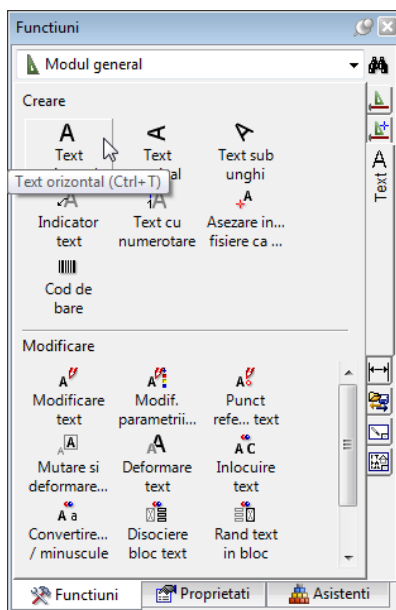 Functiuni
Modul general
Creare
A A A
Text Text Text sub
al unghi
Text orizontal (Ctrl+T)
Text
Indicator Text cu Asezare in...
text numerotare fisiere ca ...
Cod de
bare
Modificare
Modificare Modif. Punct
text parametrii... refe... text
Mutare si Deformare Inlocuire
deformare... text text
Convertire... Disociere Rand text
/ minuscule bloc text in bloc
Functiuni Proprietati Asistenti